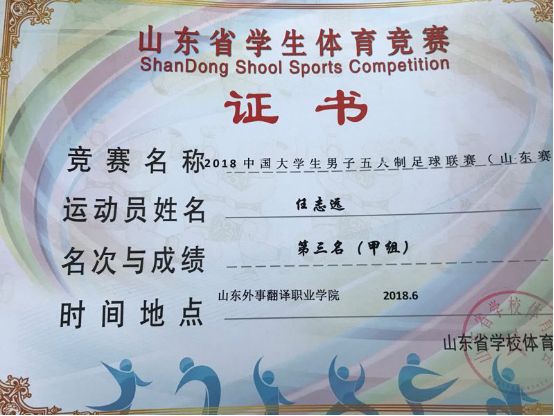 山东省学生体育竞赛
ShanDong Shool Sports Competition
证书
竞赛名称 2018中国大学生男子五人制足球联赛（山东赛
运动员姓名 任志远
名次与成绩 第三名（甲组）
时间地点 山东外事翻译职业学院 2018.6
山东省学校体育